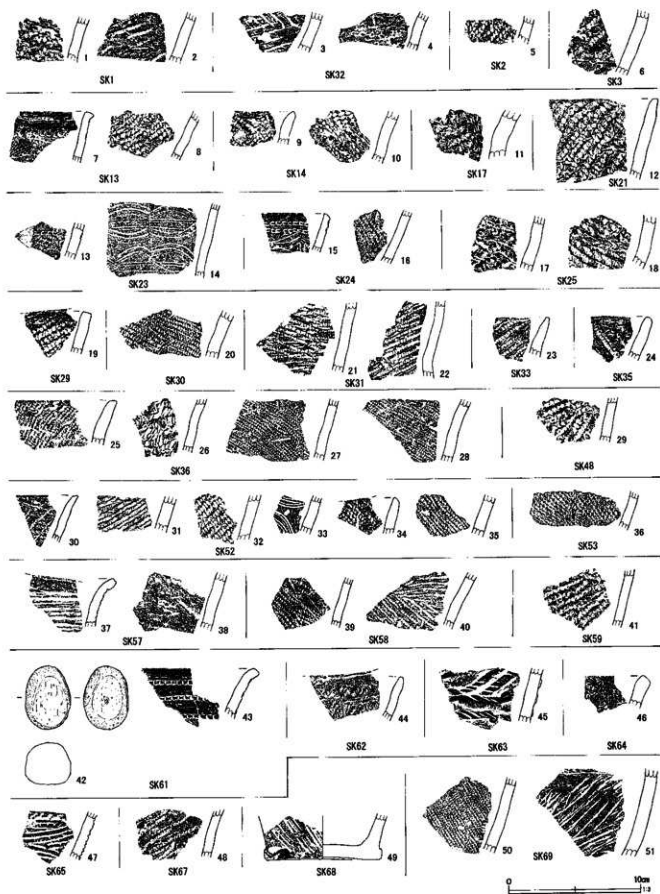 1 2 3 4 5 6
SK1 SK32 SK2 SK3
7 8 9 10 11 12
SK13 SK14 SK17 SK21
13 14 15 16 17 18
SK23 SK24 SK25
19 20 21 22 23 24
SK29 SK30 SK31 SK33 SK35
25 26 27 28 29
SK36 SK48
30 31 32 33 34 35 36
SK52 SK53
37 38 39 40 41
SK57 SK58 SK59
42 43 44 45 46
SK61 SK62 SK63 SK64
47 48 49 50 51
SK65 SK67 SK68 SK69
0 10cm
1:3